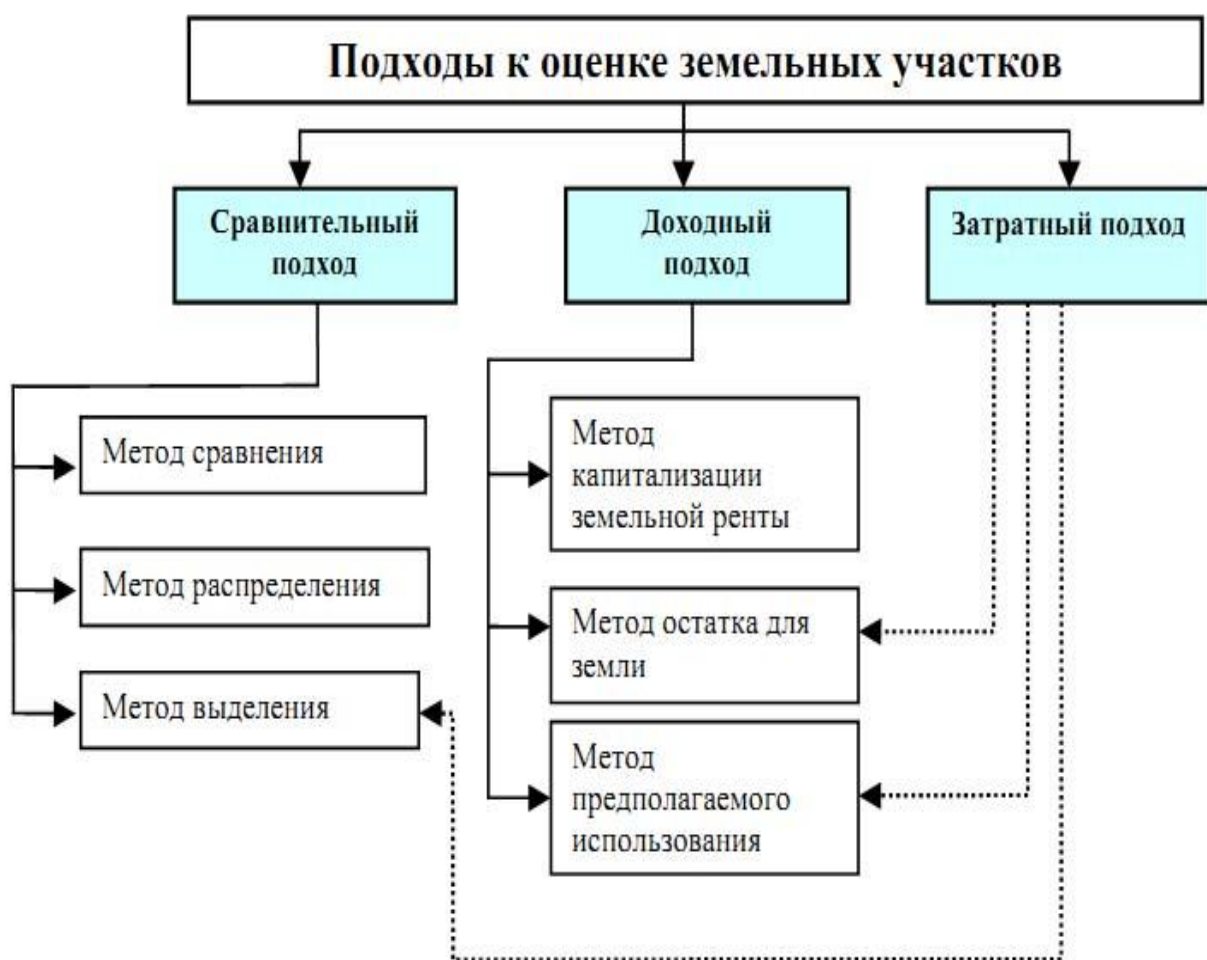 Подходы к оценке земельных участков
Сравнительный
подход
Доходный
подход
Затратный подход
Метод сравнения
Метод распределения
Метод выделения
Метод
капитализации
земельной ренты
Метод остатка для
земли
Метод
предполагаемого
использования